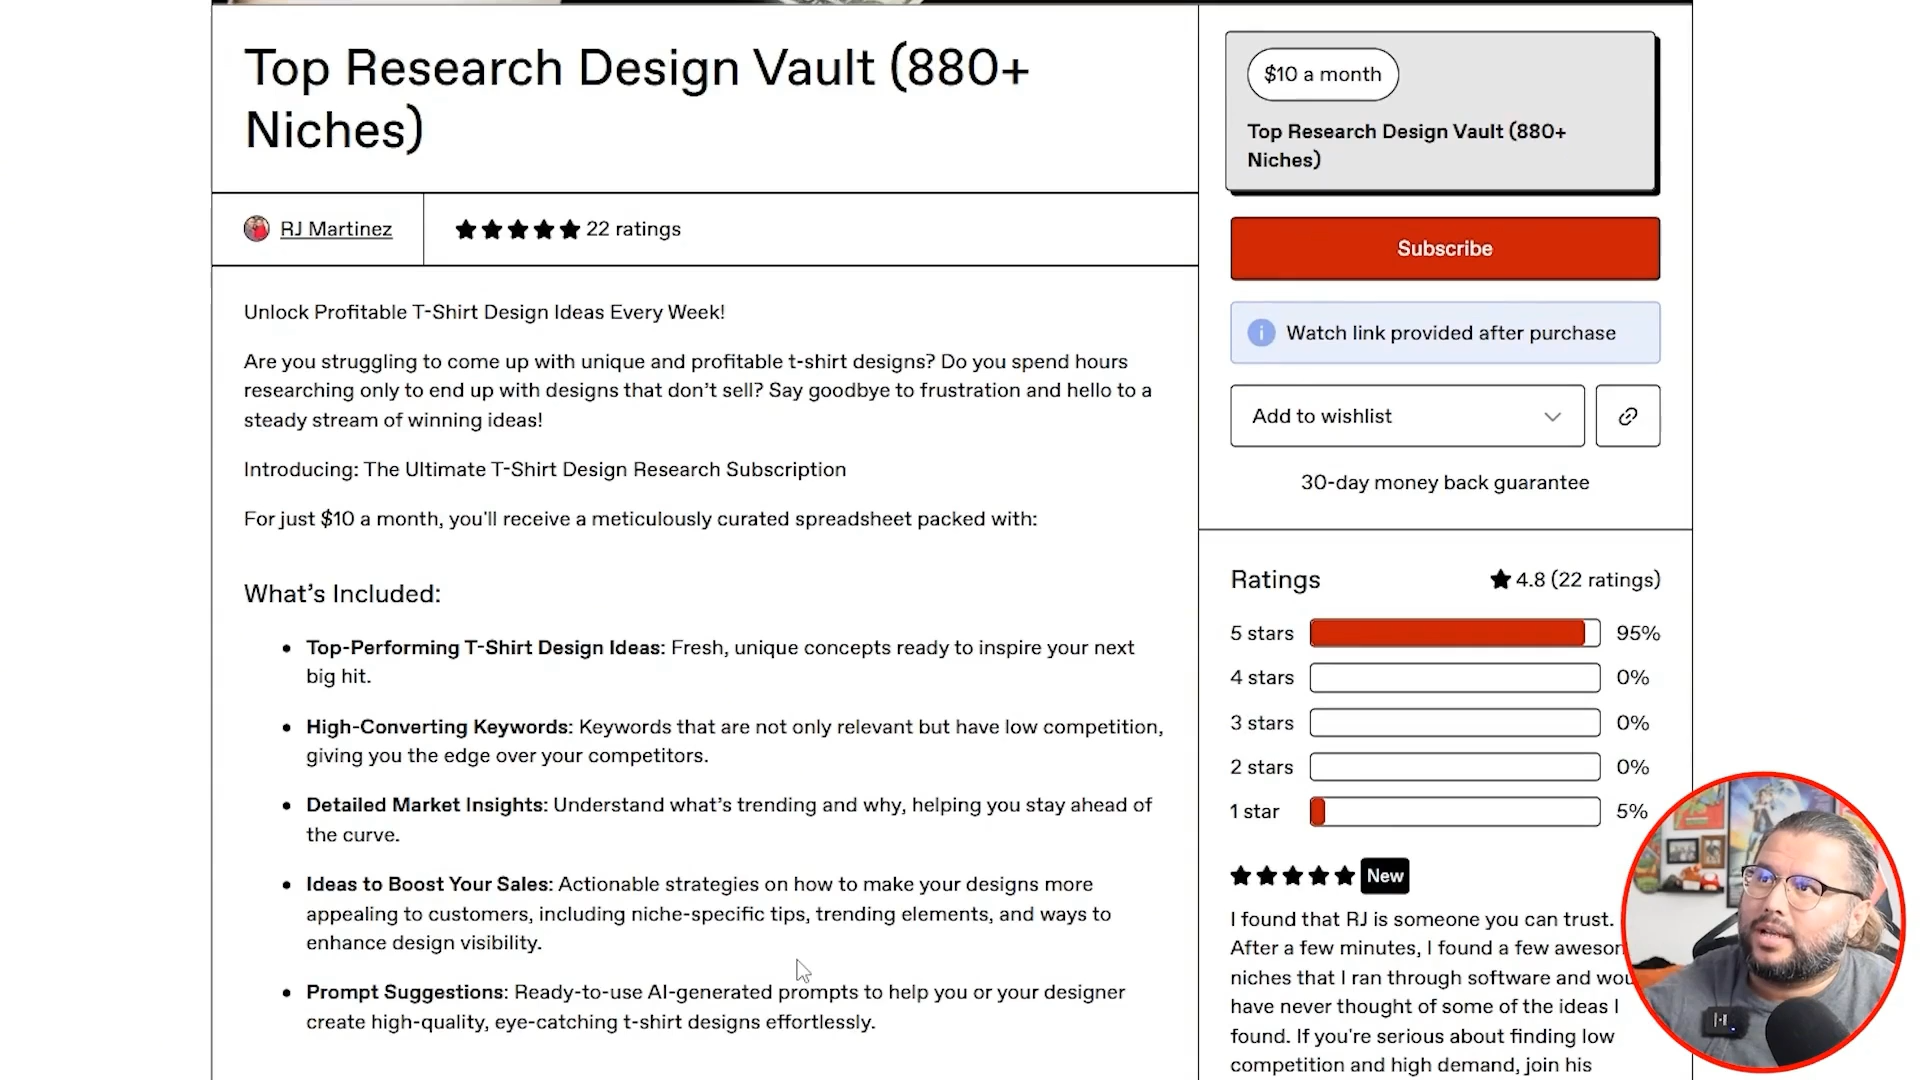 Top Research Design Vault (880+
Niches)
RJ Martinez
22 ratings
Unlock Profitable T-Shirt Design Ideas Every Week!
Are you struggling to come up with unique and profitable t-shirt designs? Do you spend hours
researching only to end up with designs that don't sell? Say goodbye to frustration and hello to a
steady stream of winning ideas!
Introducing: The Ultimate T-Shirt Design Research Subscription
For just $10 a month, you'll receive a meticulously curated spreadsheet packed with:
What's Included:
Top-Performing T-Shirt Design Ideas: Fresh, unique concepts ready to inspire your next
big hit.
High-Converting Keywords: Keywords that are not only relevant but have low competition,
giving you the edge over your competitors.
Detailed Market Insights: Understand what's trending and why, helping you stay ahead of
the curve.
Ideas to Boost Your Sales: Actionable strategies on how to make your designs more
appealing to customers, including niche-specific tips, trending elements, and ways to
enhance design visibility.
Prompt Suggestions: Ready-to-use AI-generated prompts to help you or your designer
create high-quality, eye-catching t-shirt designs effortlessly.
$10 a month
Top Research Design Vault (880+
Niches)
Subscribe
Watch link provided after purchase
Add to wishlist
30-day money back guarantee
Ratings
4.8 (22 ratings)
5 stars 95%
4 stars 0%
3 stars 0%
2 stars 0%
1 star 5%
New
I found that RJ is someone you can trust.
After a few minutes, I found a few
niches that I ran through software and
have never thought of some of the ideas I
found. If you're serious about finding low
competition and high demand, join his